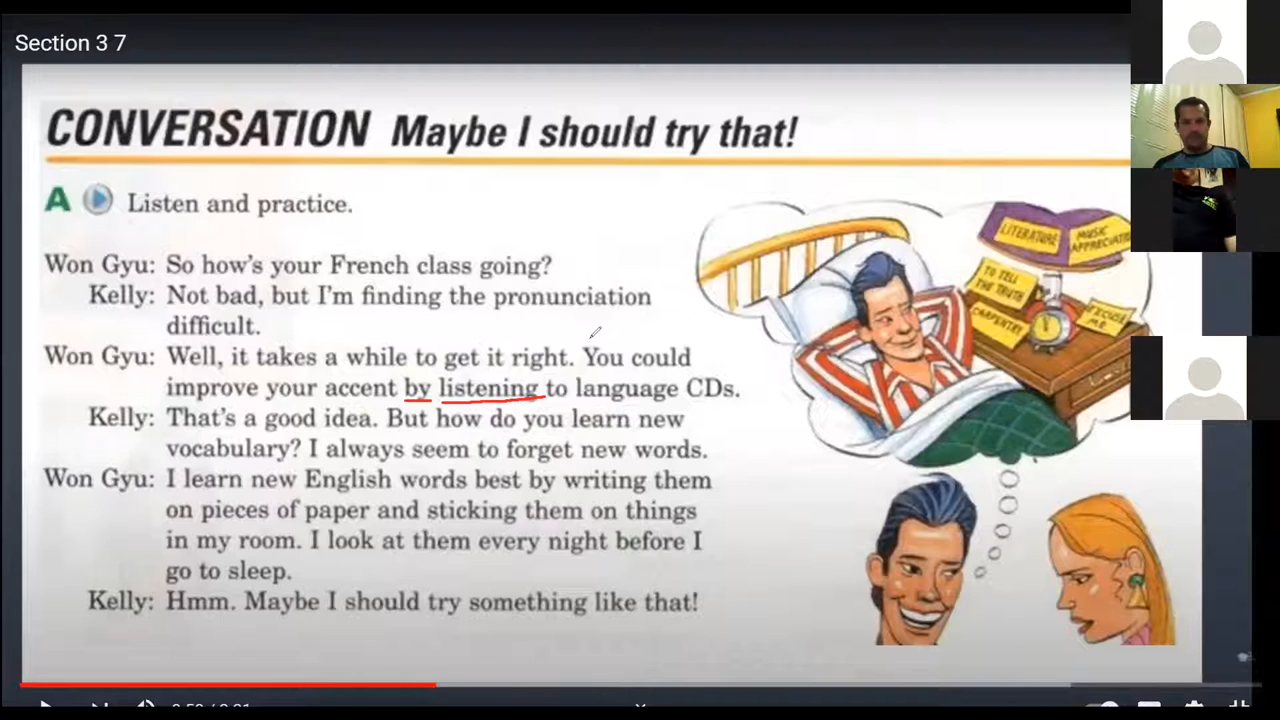 Section 3 7
CONVERSATION Maybe I should try that!
A Listen and practice.
Won Gyu: So how's your French class going?
Kelly: Not bad, but I'm finding the pronunciation
difficult.
Won Gyu: Well, it takes a while to get it right. You could
improve your accent by listening to language CDs.
Kelly: That's a good idea. But how do you learn new
vocabulary? I always seem to forget new words.
Won Gyu: I learn new English words best by writing them
on pieces of paper and sticking them on things
in my room. I look at them every night before I
go to sleep.
Kelly: Hmm. Maybe I should try something like that!
LITERATURE
MUSIC
TO TELL
THE TRUTH
CARPENTRY
EXCUSE
ME